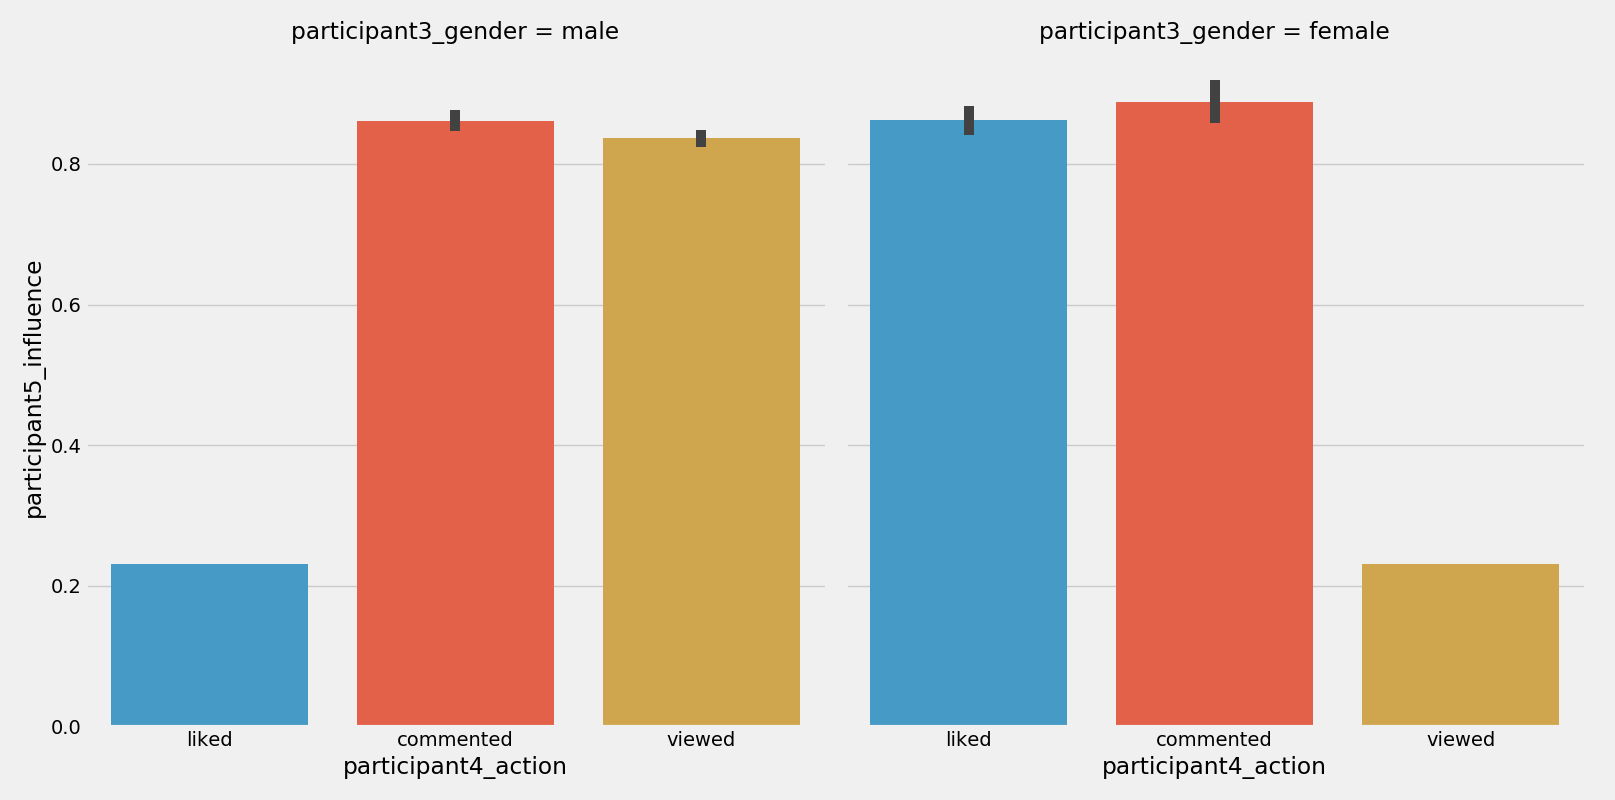 participant3_gender = male
participant3_gender = female
participant5_influence
0.8
0.6
0.4
0.2
0.0
liked commented viewed
liked commented viewed
participant4_action
participant4_action